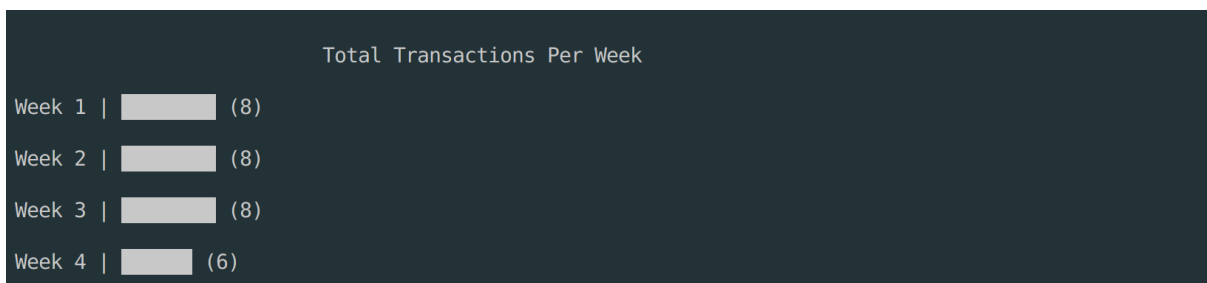 Total Transactions Per Week
Week 1 | (8)
Week 2 | (8)
Week 3 | (8)
Week 4 | (6)